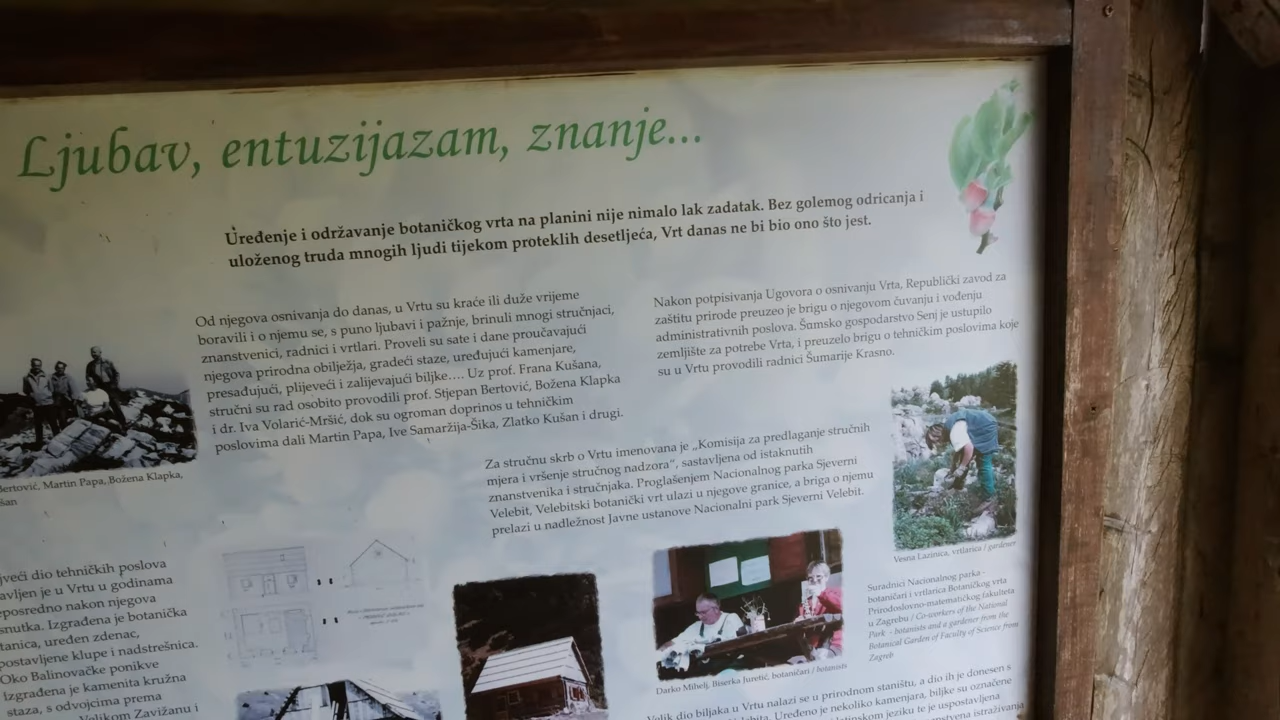 Ljubav, entuzijazam, znanje...
Uređenje i održavanje botaničkog vrta na planini nije nimalo lak zadatak. Bez golemog odricanja i
uloženog truda mnogih ljudi tijekom proteklih desetljeća, Vrt danas ne bi bio ono što jest.
Od njegova osnivanja do danas, u Vrtu su kraće ili duže vrijeme
boravili i o njemu se, s puno ljubavi i pažnje, brinuli mnogi stručnjaci,
znanstvenici, radnici i vrtlari. Proveli su sate i dane proučavajući
njegova prirodna obilježja, gradeći staze, uređujući kamenjare,
presađujući, plijeveći i zalijevajući biljke…. Uz prof. Frana Kušana,
stručni su rad osobito provodili prof. Stjepan Bertović, Božena Klapka
i dr. Iva Volarić-Mršić, dok su ogroman doprinos u tehničkim
poslovima dali Martin Papa, Ive Samaržija-Šika, Zlatko Kušan i drugi.
Nakon potpisivanja Ugovora o osnivanju Vrta, Republički zavod za
zaštitu prirode preuzeo je brigu o njegovom čuvanju i vođenju
administrativnih poslova. Šumsko gospodarstvo Senj je ustupilo
zemljište za potrebe Vrta, i preuzelo brigu o tehničkim poslovima koje
su u Vrtu provodili radnici Šumarije Krasno.
Bertović, Martin Papa, Božena Klapka,
šan
Za stručnu skrb o Vrtu imenovana je „Komisija za predlaganje stručnih
mjera i vršenje stručnog nadzora“, sastavljena od istaknutih
znanstvenika i stručnjaka. Proglašenjem Nacionalnog parka Sjeverni
Velebit, Velebitski botanički vrt ulazi u njegove granice, a briga o njemu
prelazi u nadležnost Javne ustanove Nacionalni park Sjeverni Velebit.
Vesna Lazinica, vrtlarica / gardener
Suradnici Nacionalnog parka -
botaničari i vrtlarica Botaničkog vrta
Prirodoslovno-matematičkog fakulteta
u Zagrebu / Co-workers of the National
Park - botanists and a gardener from the
Botanical Garden of Faculty of Science from
Zagreb
jveći dio tehničkih poslova
avljen je u Vrtu u godinama
eposredno nakon njegova
snutka. Izgrađena je botanička
tanica, uređen zdenac,
postavljene klupe i nadstrešnica.
Oko Balinovačke ponikve
izgrađena je kamenita kružna
staza, s odvojcima prema
Velikom Zavižanu i
Darko Mihelj, Biserka Juretić, botaničari / botanists
Velik dio biljaka u Vrtu nalazi se u prirodnom staništu, a dio ih je donesen s
Uređeno je nekoliko kamenjara, biljke su označene
jeziku te je uspostavljena
istraživanja